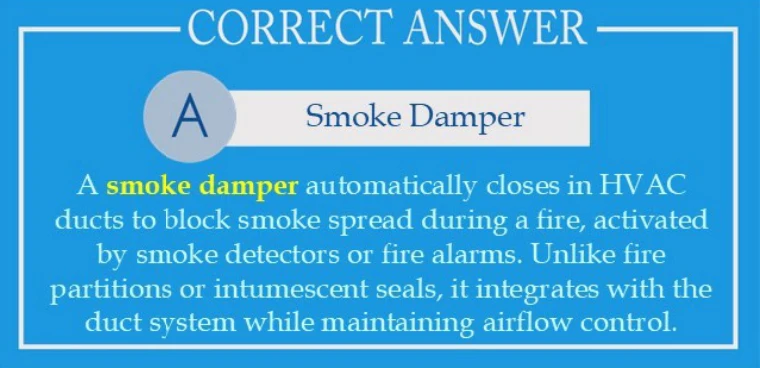 CORRECT ANSWER
A
Smoke Damper
A smoke damper automatically closes in HVAC
ducts to block smoke spread during a fire, activated
by smoke detectors or fire alarms. Unlike fire
partitions or intumescent seals, it integrates with the
duct system while maintaining airflow control.